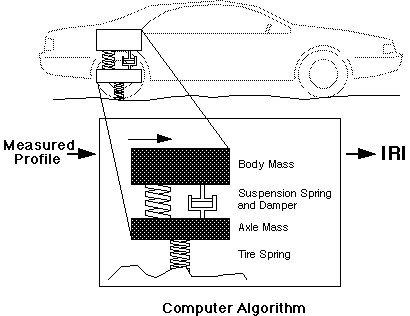 Measured
Profile
IRI
Body Mass
Suspension Spring
and Damper
Axle Mass
Tire Spring
Computer Algorithm